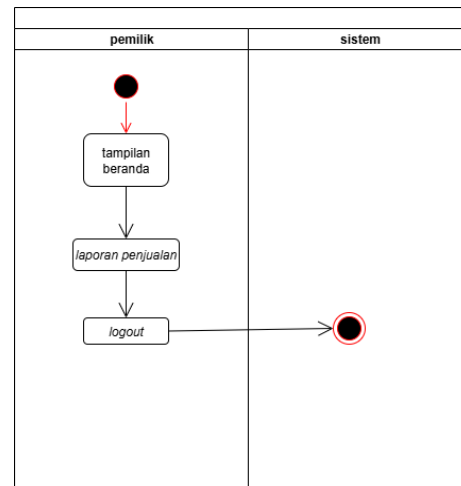 pemilik
sistem
tampilan
beranda
laporan penjualan
logout